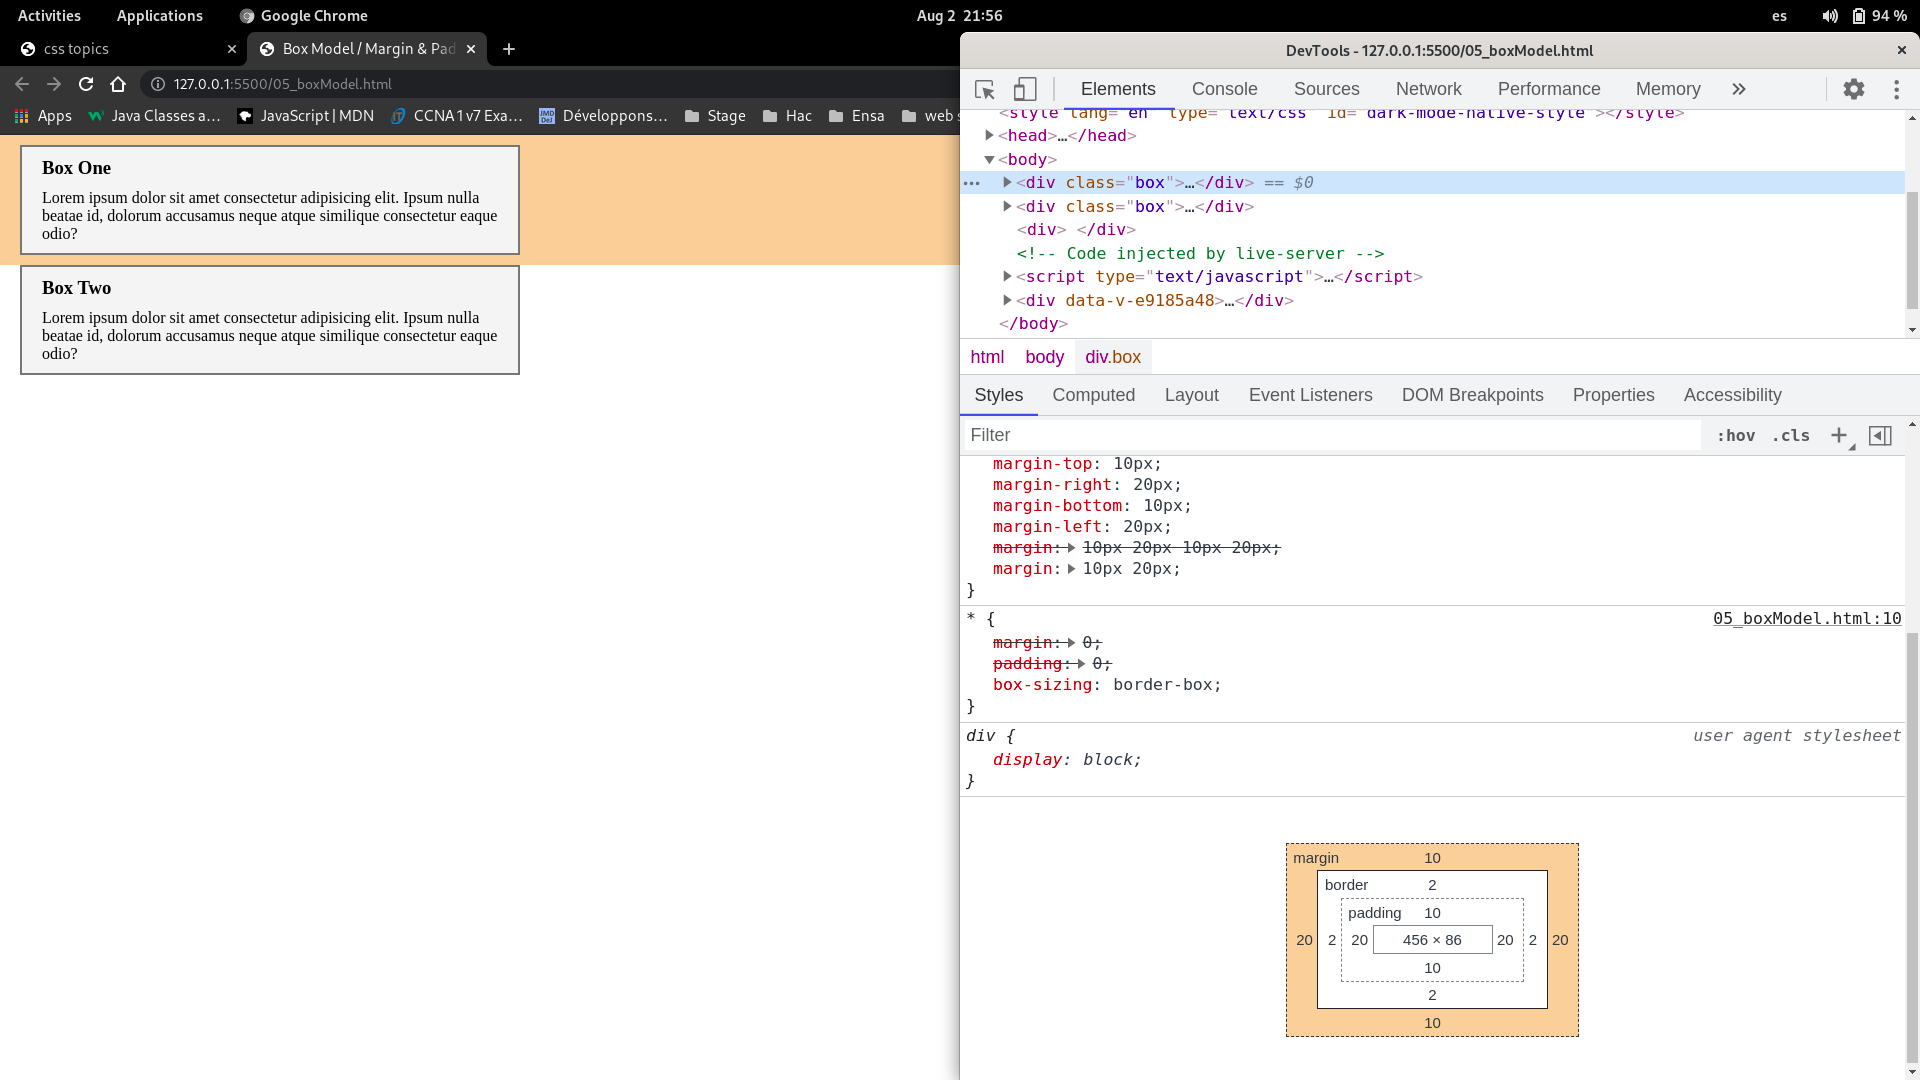 Activities Applications Google Chrome Aug 2 21:56 es 94 %
css topics Box Model / Margin & Pad
127.0.0.1:5500/05_boxModel.html
Apps Java Classes a… JavaScript | MDN CCNA 1 v7 Exa… Développons… Stage Hac Ensa web s
Box One
Lorem ipsum dolor sit amet consectetur adipisicing elit. Ipsum nulla
beatae id, dolorum accusamus neque atque similique consectetur eaque
odio?
Box Two
Lorem ipsum dolor sit amet consectetur adipisicing elit. Ipsum nulla
beatae id, dolorum accusamus neque atque similique consectetur eaque
odio?
DevTools - 127.0.0.1:5500/05_boxModel.html
Elements Console Sources Network Performance Memory
<style lang="en" type="text/css" id="dark-mode-native-style"></style>
<head>…</head>
<body>
<div class="box">…</div> == $0
<div class="box">…</div>
<div> </div>
<!-- Code injected by live-server -->
<script type="text/javascript">…</script>
<div data-v-e9185a48>…</div>
</body>
html body div.box
Styles Computed Layout Event Listeners DOM Breakpoints Properties Accessibility
Filter :hov .cls
margin-top: 10px;
margin-right: 20px;
margin-bottom: 10px;
margin-left: 20px;
margin: 10px 20px 10px 20px;
margin: 10px 20px;
}
* { 05_boxModel.html:10
margin: 0;
padding: 0;
box-sizing: border-box;
}
div { user agent stylesheet
display: block;
}
margin 10
border 2
padding 10
20 2 20 456 × 86 20 2 20
10
2
10